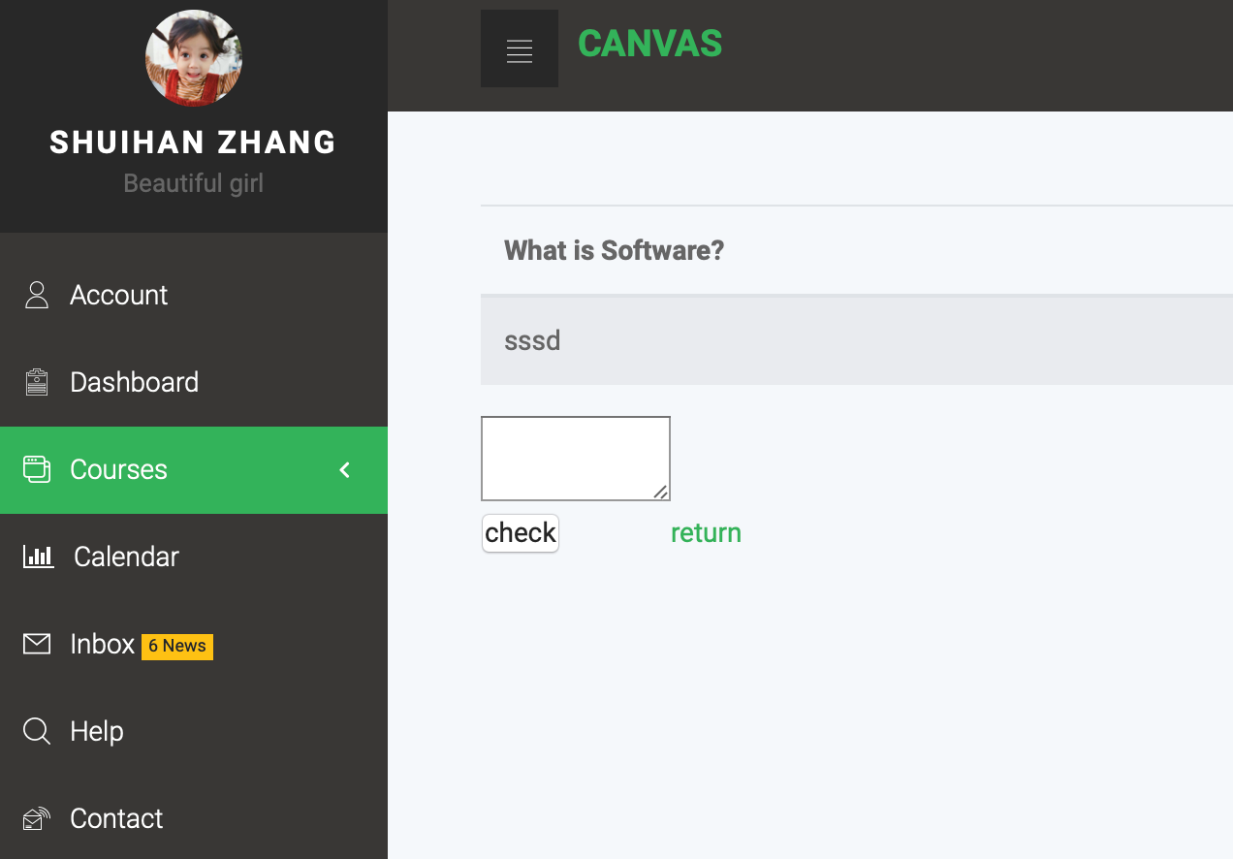 SHUIHAN ZHANG
Beautiful girl
Account
Dashboard
Courses
Calendar
Inbox 6 News
Help
Contact
CANVAS
What is Software?
sssd
check return